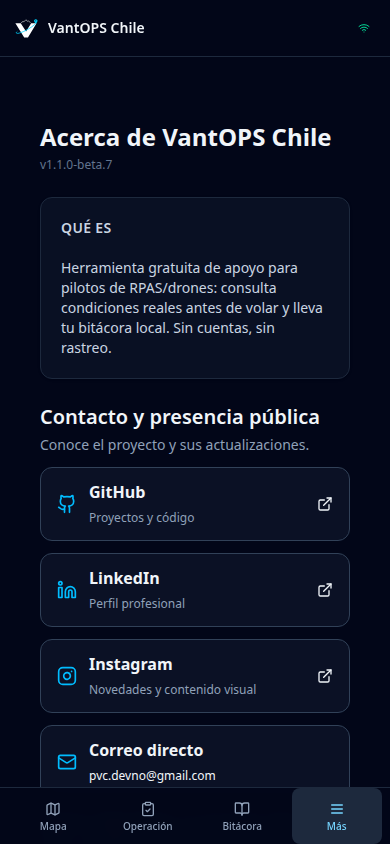 VantOPS Chile
Acerca de VantOPS Chile
v1.1.0-beta.7
QUÉ ES
Herramienta gratuita de apoyo para
pilotos de RPAS/drones: consulta
condiciones reales antes de volar y lleva
tu bitácora local. Sin cuentas, sin
rastreo.
Contacto y presencia pública
Conoce el proyecto y sus actualizaciones.
GitHub
Proyectos y código
LinkedIn
Perfil profesional
Instagram
Novedades y contenido visual
Correo directo
pvc.devno@gmail.com
Mapa
Operación
Bitácora
Más